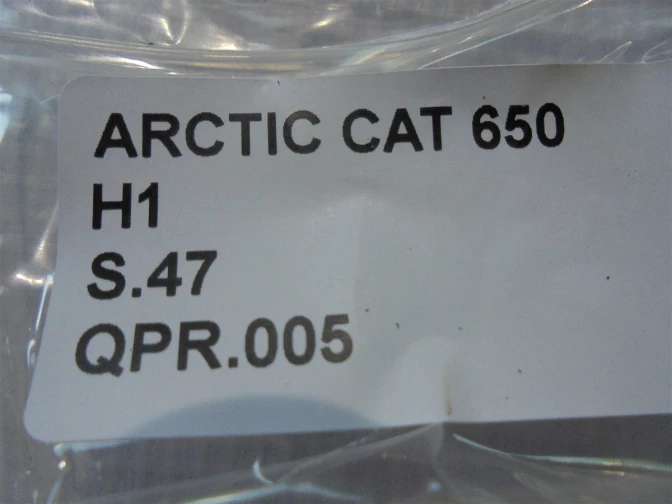 ARCTIC CAT 650
H1
S.47
QPR.005